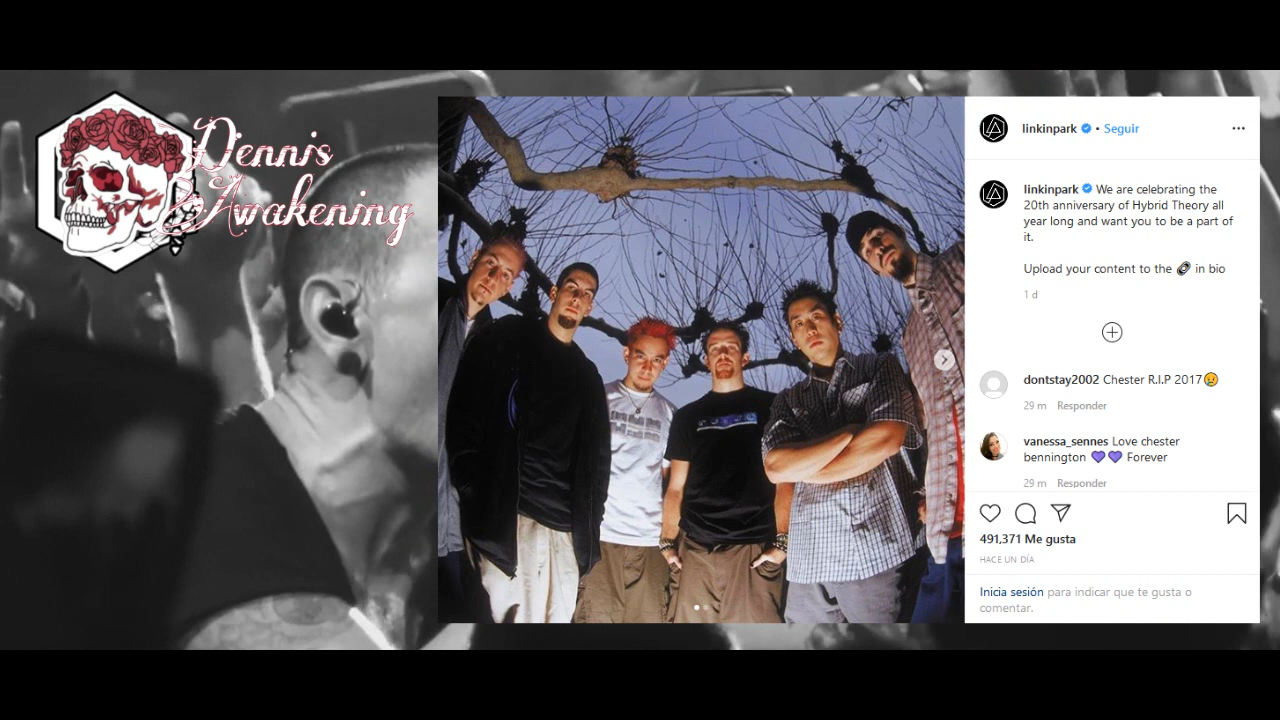 Dennis
Awakening
linkinpark • Seguir
linkinpark We are celebrating the
20th anniversary of Hybrid Theory all
year long and want you to be a part of
it.
Upload your content to the 🔗 in bio
1 d
dontstay2002 Chester R.I.P 2017😢
29 m Responder
vanessa_sennes Love chester
bennington 💜💜 Forever
29 m Responder
491,371 Me gusta
HACE UN DÍA
Inicia sesión para indicar que te gusta o
comentar.